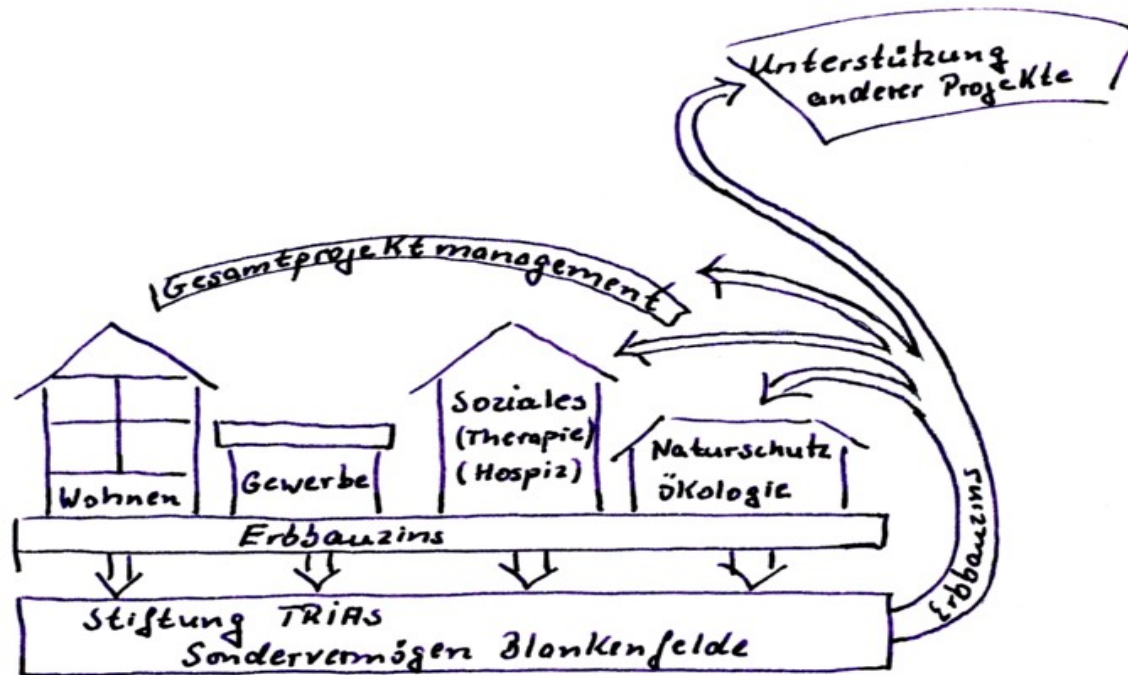 Unterstützung
anderer Projekte
Gesamtprojektmanagement
Wohnen
Gewerbe
Soziales
(Therapie)
(Hospiz)
Naturschutz
Ökologie
Erbbauzins
Erbbauzins
Stiftung TRIAS
Sondervermögen Blankenfelde